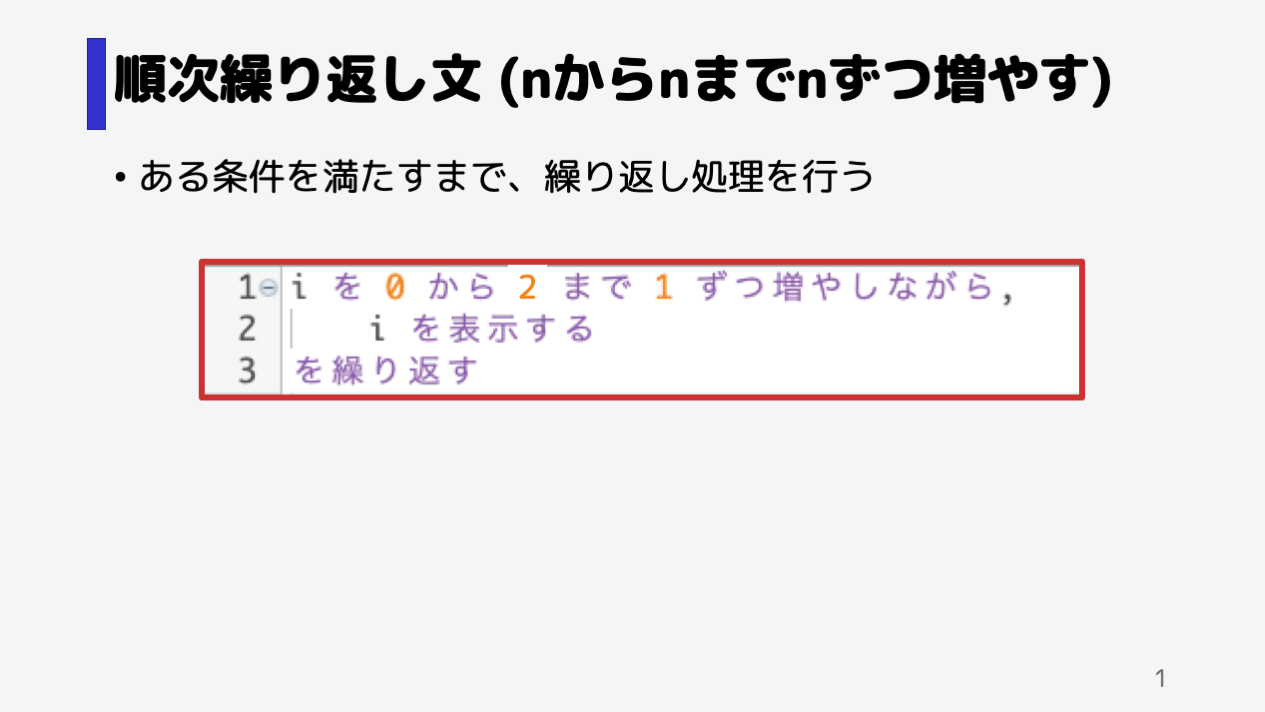 順次繰り返し文 (nからnまでnずつ増やす)
• ある条件を満たすまで、繰り返し処理を行う
1 i を 0 から 2 まで 1 ずつ増やしながら,
2 i を表示する
3 を繰り返す
1